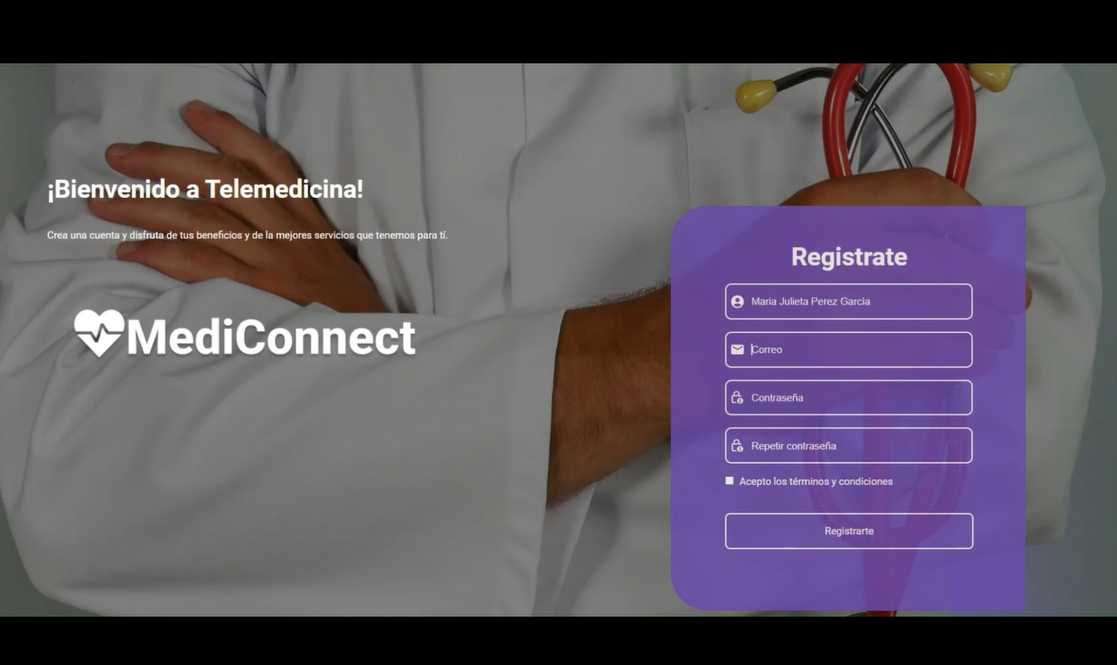 ¡Bienvenido a Telemedicina!
Crea una cuenta y disfruta de tus beneficios y de la mejores servicios que tenemos para tí.
MediConnect
Registrate
Maria Julieta Perez García
Correo
Contraseña
Repetir contraseña
Acepto los términos y condiciones
Registrarte